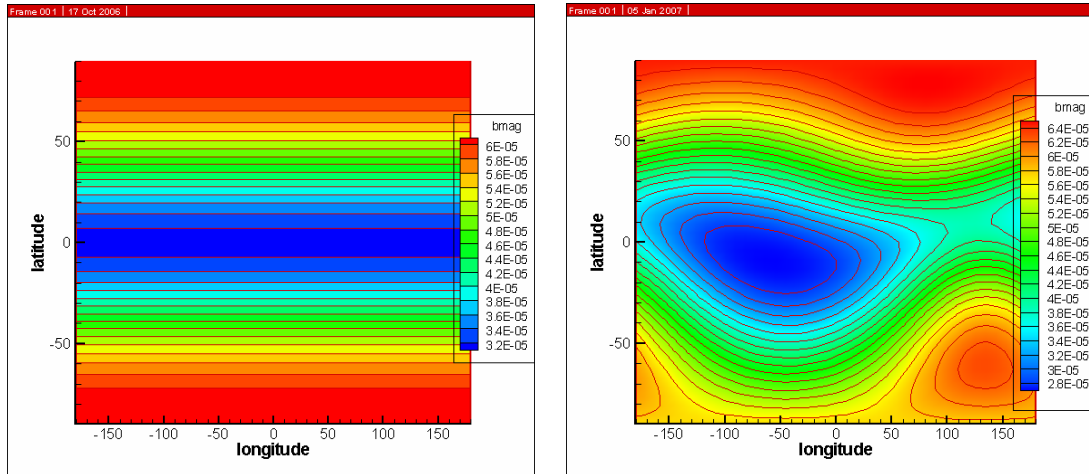 Frame 001 | 17 Oct 2006 |
bmag
6E-05
5.8E-05
5.6E-05
5.4E-05
5.2E-05
5E-05
4.8E-05
4.6E-05
4.4E-05
4.2E-05
4E-05
3.8E-05
3.6E-05
3.4E-05
3.2E-05
latitude
50
0
-50
-150
-100
-50
0
50
100
150
longitude
Frame 001 | 05 Jan 2007 |
bmag
6.4E-05
6.2E-05
6E-05
5.8E-05
5.6E-05
5.4E-05
5.2E-05
5E-05
4.8E-05
4.6E-05
4.4E-05
4.2E-05
4E-05
3.8E-05
3.6E-05
3.4E-05
3.2E-05
3E-05
2.8E-05
latitude
50
0
-50
-150
-100
-50
0
50
100
150
longitude